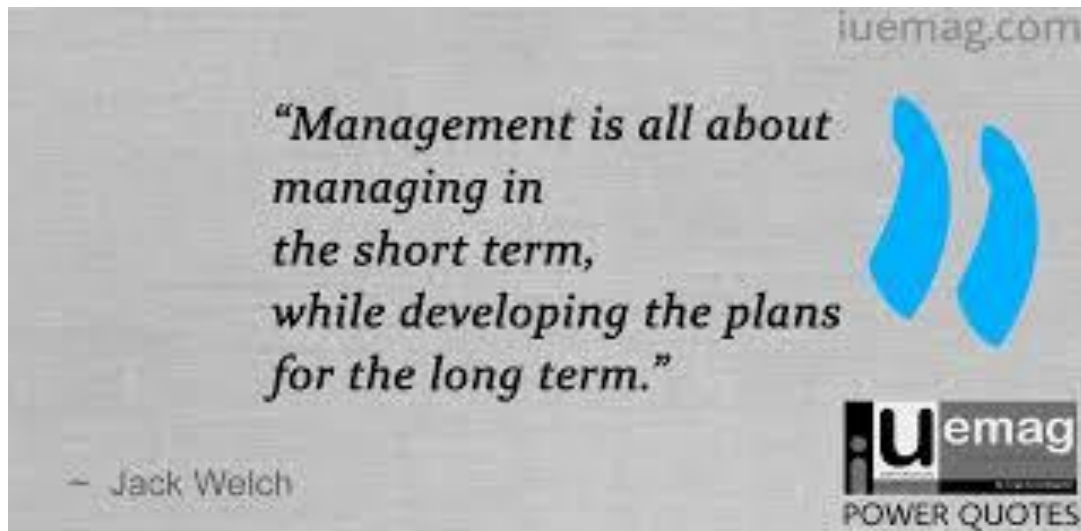 iuemag.com
“Management is all about
managing in
the short term,
while developing the plans
for the long term.”
~ Jack Welch
iuemag
POWER QUOTES